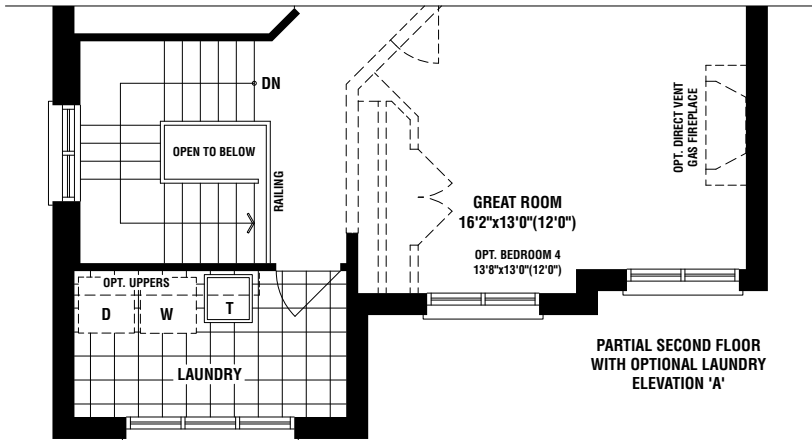 DN
OPEN TO BELOW
RAILING
OPT. DIRECT VENT
GAS FIREPLACE
GREAT ROOM
16'2"x13'0"(12'0")
OPT. BEDROOM 4
13'8"x13'0"(12'0")
OPT. UPPERS
D
W
T
LAUNDRY
PARTIAL SECOND FLOOR
WITH OPTIONAL LAUNDRY
ELEVATION 'A'